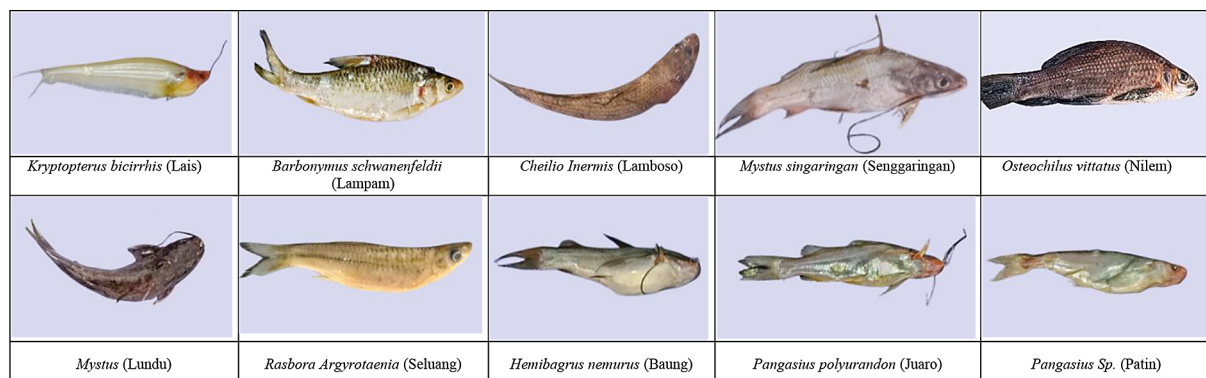 Kryptopterus bicirrhis (Lais)
Barbonymus schwanenfeldii
(Lampam)
Cheilio Inermis (Lamboso)
Mystus singaringan (Senggaringan)
Osteochilus vittatus (Nilem)
Mystus (Lundu)
Rasbora Argyrotaenia (Seluang)
Hemibagrus nemurus (Baung)
Pangasius polyurandon (Juaro)
Pangasius Sp. (Patin)